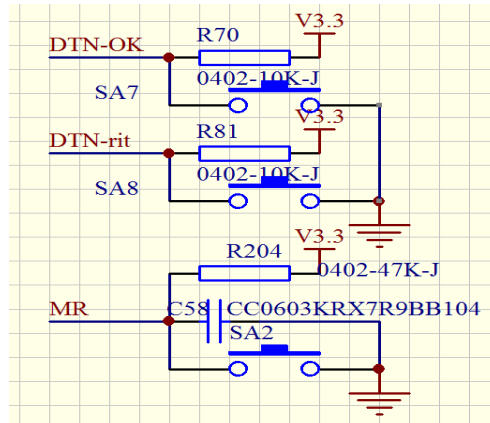 R70
V3.3
DTN-OK
0402-10K-J
SA7
V3.3
R81
DTN-rit
0402-10K-J
SA8
V3.3
R204
0402-47K-J
MR
C58 CC0603KRX7R9BB104
SA2